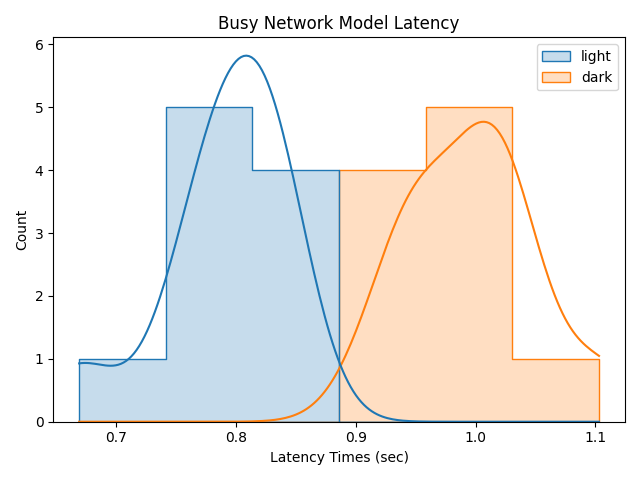 Busy Network Model Latency
light
dark
6
5
4
3
2
1
0
Count
0.7 0.8 0.9 1.0 1.1
Latency Times (sec)